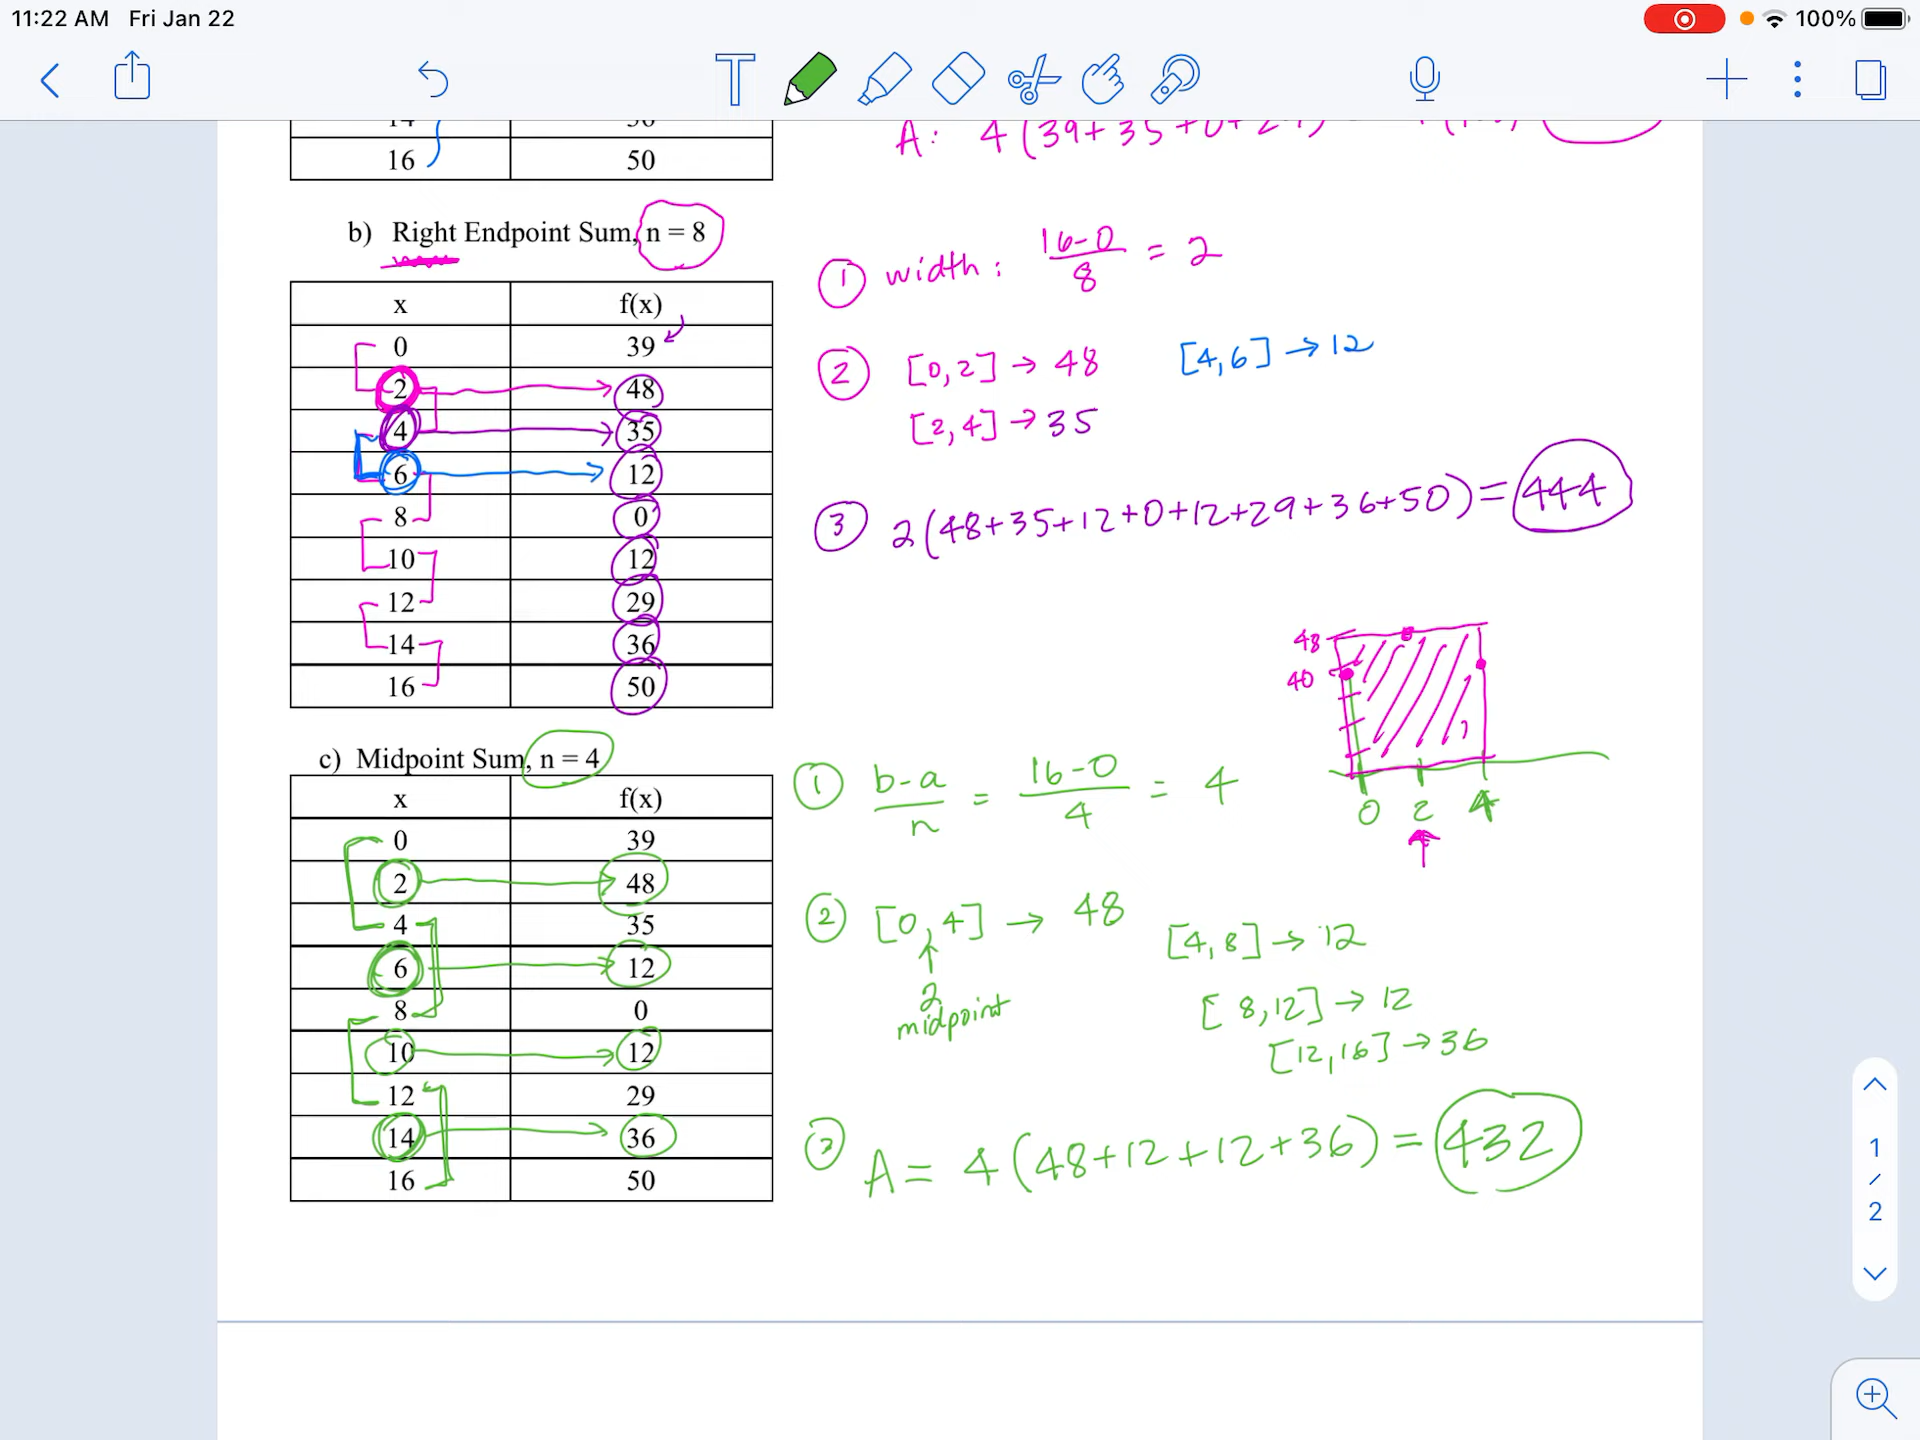 11:22 AM Fri Jan 22
100%
T
16
50
A: 4(39+35+0+29)
b) Right Endpoint Sum, n = 8
x f(x)
0 39
2 48
4 35
6 12
8 0
10 12
12 29
14 36
16 50
① width: 16-0/8 = 2
② [0,2] → 48 [4,6] → 12
[2,4] → 35
③ 2(48+35+12+0+12+29+36+50) = 444
48
40
0 2 4
c) Midpoint Sum, n = 4
x f(x)
0 39
2 48
4 35
6 12
8 0
10 12
12 29
14 36
16 50
① b-a/n = 16-0/4 = 4
② [0,4] → 48 [4,8] → 12
2
midpoint
[8,12] → 12
[12,16] → 36
③ A = 4(48+12+12+36) = 432
1
/
2